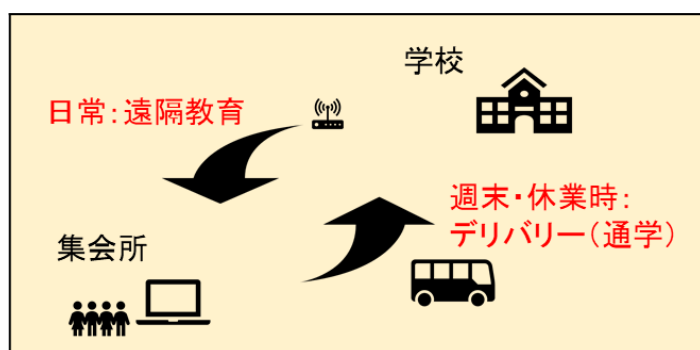 学校
日常：遠隔教育
週末・休業時：
デリバリー（通学）
集会所